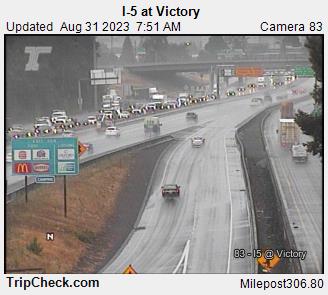 I-5 at Victory
Updated Aug 31 2023 7:51 AM Camera 83
N
83 - I5 @ Victory
TripCheck.com Milepost306.80